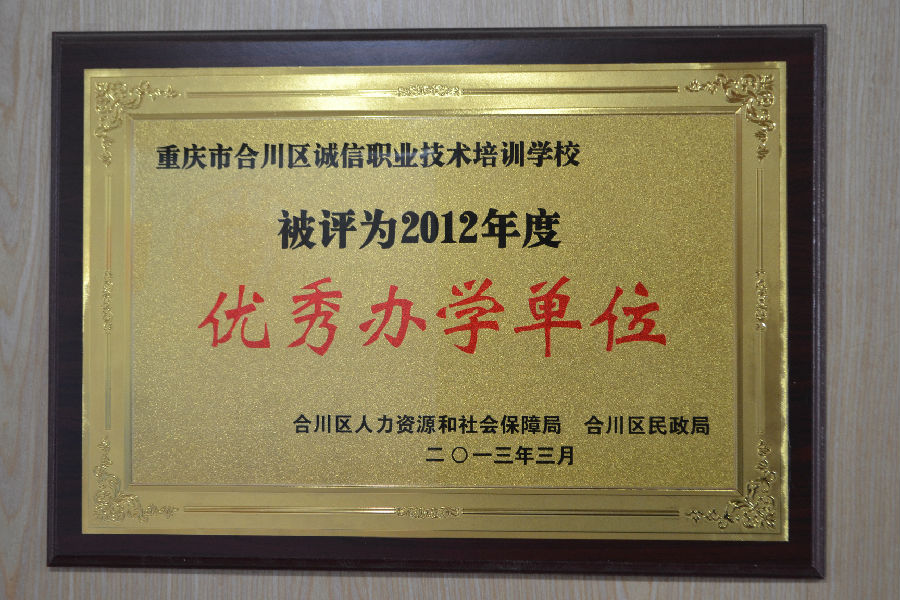 重庆市合川区诚信职业技术培训学校
被评为2012年度
优秀办学单位
合川区人力资源和社会保障局 合川区民政局
二〇一三年三月